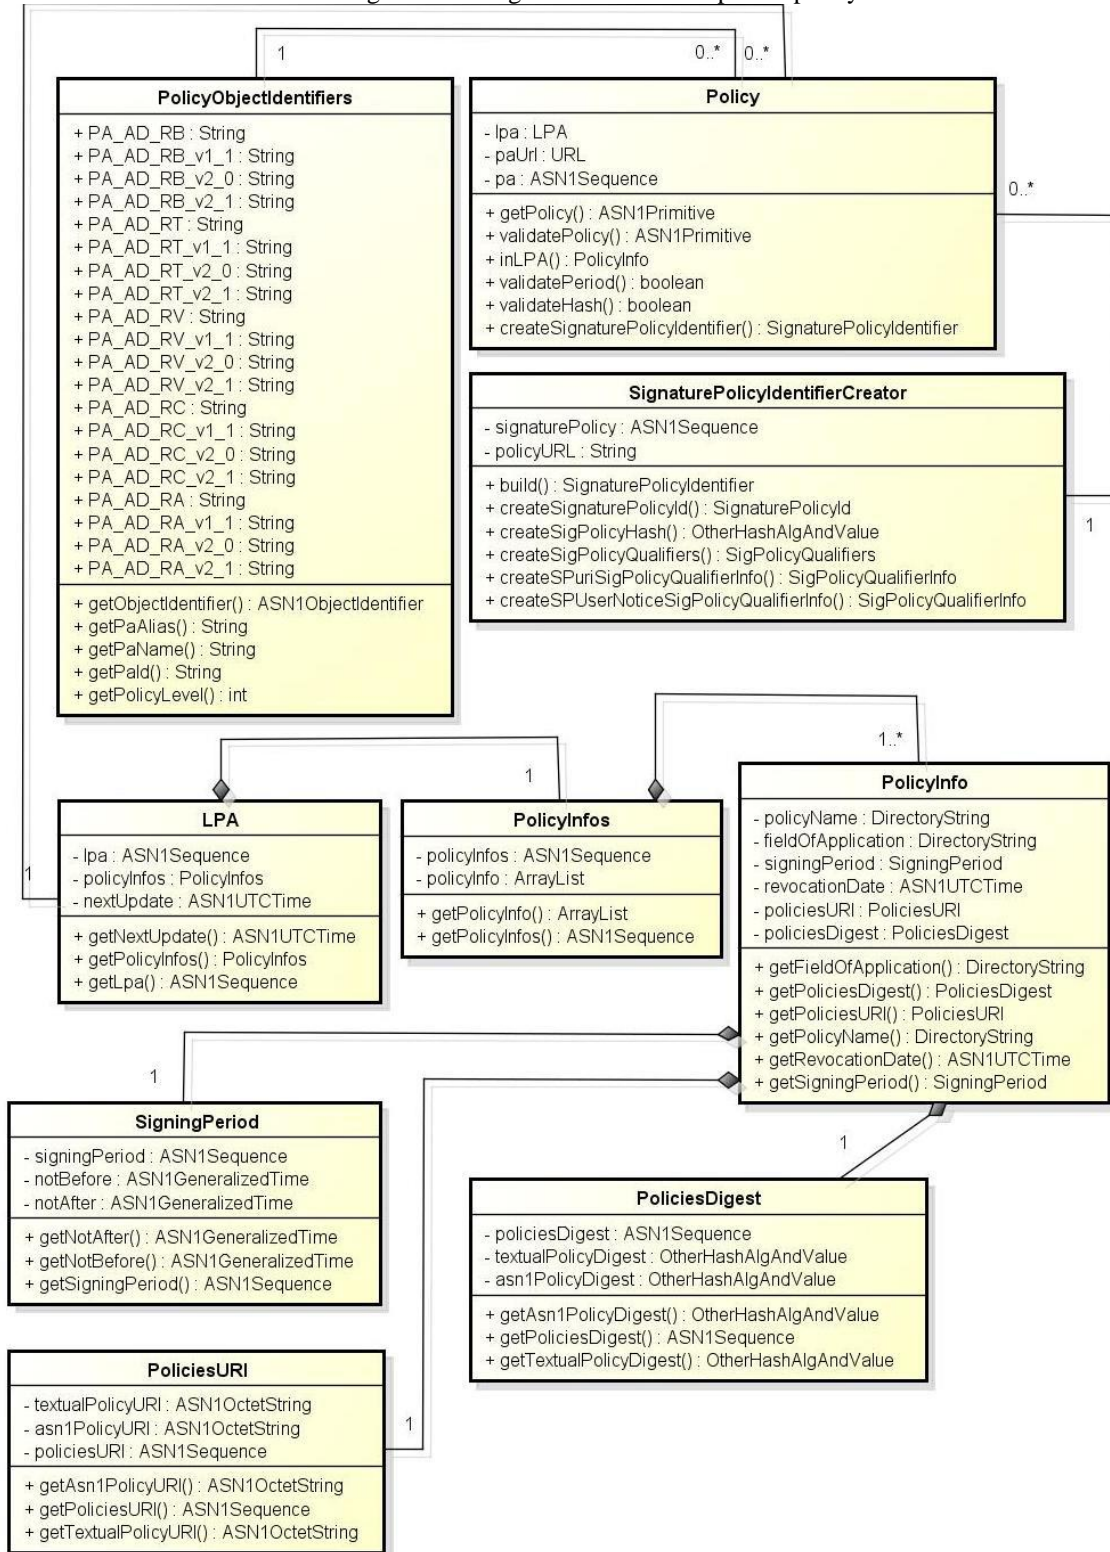 1
0..*
0..*
PolicyObjectIdentifiers
+ PA_AD_RB : String
+ PA_AD_RB_v1_1 : String
+ PA_AD_RB_v2_0 : String
+ PA_AD_RB_v2_1 : String
+ PA_AD_RT : String
+ PA_AD_RT_v1_1 : String
+ PA_AD_RT_v2_0 : String
+ PA_AD_RT_v2_1 : String
+ PA_AD_RV : String
+ PA_AD_RV_v1_1 : String
+ PA_AD_RV_v2_0 : String
+ PA_AD_RV_v2_1 : String
+ PA_AD_RC : String
+ PA_AD_RC_v1_1 : String
+ PA_AD_RC_v2_0 : String
+ PA_AD_RC_v2_1 : String
+ PA_AD_RA : String
+ PA_AD_RA_v1_1 : String
+ PA_AD_RA_v2_0 : String
+ PA_AD_RA_v2_1 : String
+ getObjectIdentifier() : ASN1ObjectIdentifier
+ getPaAlias() : String
+ getPaName() : String
+ getPaId() : String
+ getPolicyLevel() : int
Policy
- lpa : LPA
- paUrl : URL
- pa : ASN1Sequence
+ getPolicy() : ASN1Primitive
+ validatePolicy() : ASN1Primitive
+ inLPA() : PolicyInfo
+ validatePeriod() : boolean
+ validateHash() : boolean
+ createSignaturePolicyIdentifier() : SignaturePolicyIdentifier
0..*
SignaturePolicyIdentifierCreator
- signaturePolicy : ASN1Sequence
- policyURL : String
+ build() : SignaturePolicyIdentifier
+ createSignaturePolicyId() : SignaturePolicyId
+ createSigPolicyHash() : OtherHashAlgAndValue
+ createSigPolicyQualifiers() : SigPolicyQualifiers
+ createSPuriSigPolicyQualifierInfo() : SigPolicyQualifierInfo
+ createSPUserNoticeSigPolicyQualifierInfo() : SigPolicyQualifierInfo
1
1
1..*
LPA
- lpa : ASN1Sequence
- policyInfos : PolicyInfos
- nextUpdate : ASN1UTCTime
+ getNextUpdate() : ASN1UTCTime
+ getPolicyInfos() : PolicyInfos
+ getLpa() : ASN1Sequence
1
PolicyInfos
- policyInfos : ASN1Sequence
- policyInfo : ArrayList
+ getPolicyInfo() : ArrayList
+ getPolicyInfos() : ASN1Sequence
PolicyInfo
- policyName : DirectoryString
- fieldOfApplication : DirectoryString
- signingPeriod : SigningPeriod
- revocationDate : ASN1UTCTime
- policiesURI : PoliciesURI
- policiesDigest : PoliciesDigest
+ getFieldOfApplication() : DirectoryString
+ getPoliciesDigest() : PoliciesDigest
+ getPoliciesURI() : PoliciesURI
+ getPolicyName() : DirectoryString
+ getRevocationDate() : ASN1UTCTime
+ getSigningPeriod() : SigningPeriod
1
SigningPeriod
- signingPeriod : ASN1Sequence
- notBefore : ASN1GeneralizedTime
- notAfter : ASN1GeneralizedTime
+ getNotAfter() : ASN1GeneralizedTime
+ getNotBefore() : ASN1GeneralizedTime
+ getSigningPeriod() : ASN1Sequence
1
PoliciesDigest
- policiesDigest : ASN1Sequence
- textualPolicyDigest : OtherHashAlgAndValue
- asn1PolicyDigest : OtherHashAlgAndValue
+ getAsn1PolicyDigest() : OtherHashAlgAndValue
+ getPoliciesDigest() : ASN1Sequence
+ getTextualPolicyDigest() : OtherHashAlgAndValue
PoliciesURI
- textualPolicyURI : ASN1OctetString
- asn1PolicyURI : ASN1OctetString
- policiesURI : ASN1Sequence
+ getAsn1PolicyURI() : ASN1OctetString
+ getPoliciesURI() : ASN1Sequence
+ getTextualPolicyURI() : ASN1OctetString
1